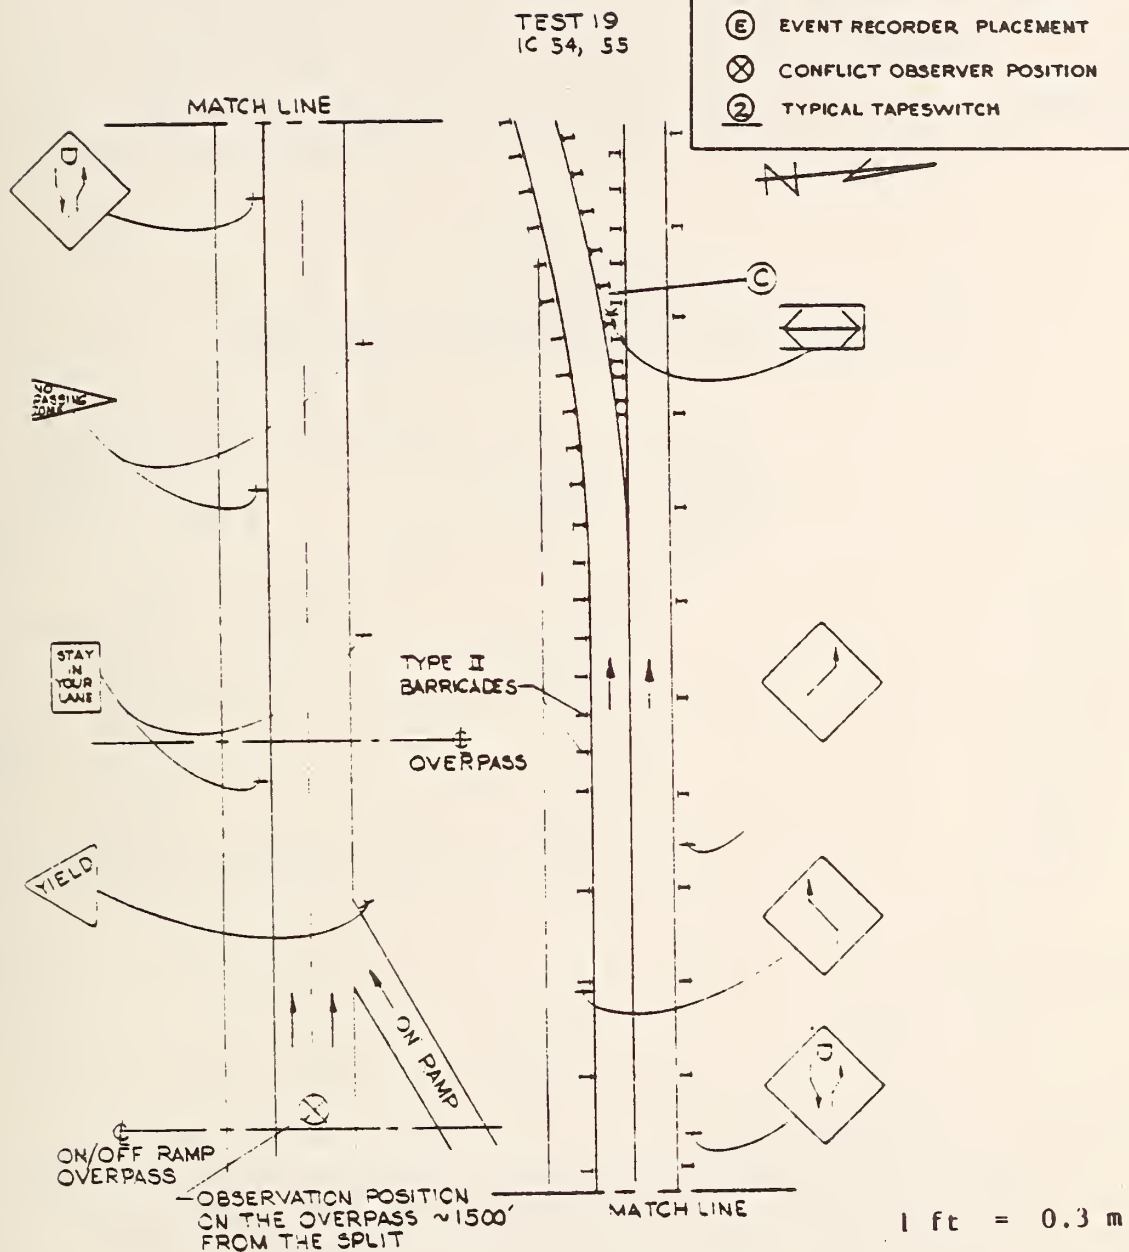 TEST 19
IC 54, 55
E EVENT RECORDER PLACEMENT
CONFLICT OBSERVER POSITION
2 TYPICAL TAPESWITCH
MATCH LINE
D
N
C
NO
PASSING
ZONE
K
STAY
IN
YOUR
LANE
TYPE II
BARRICADES
℄
OVERPASS
YIELD
ON RAMP
D
℄
ON/OFF RAMP
OVERPASS
OBSERVATION POSITION
ON THE OVERPASS ~1500'
FROM THE SPLIT
MATCH LINE
1 ft = 0.3 m